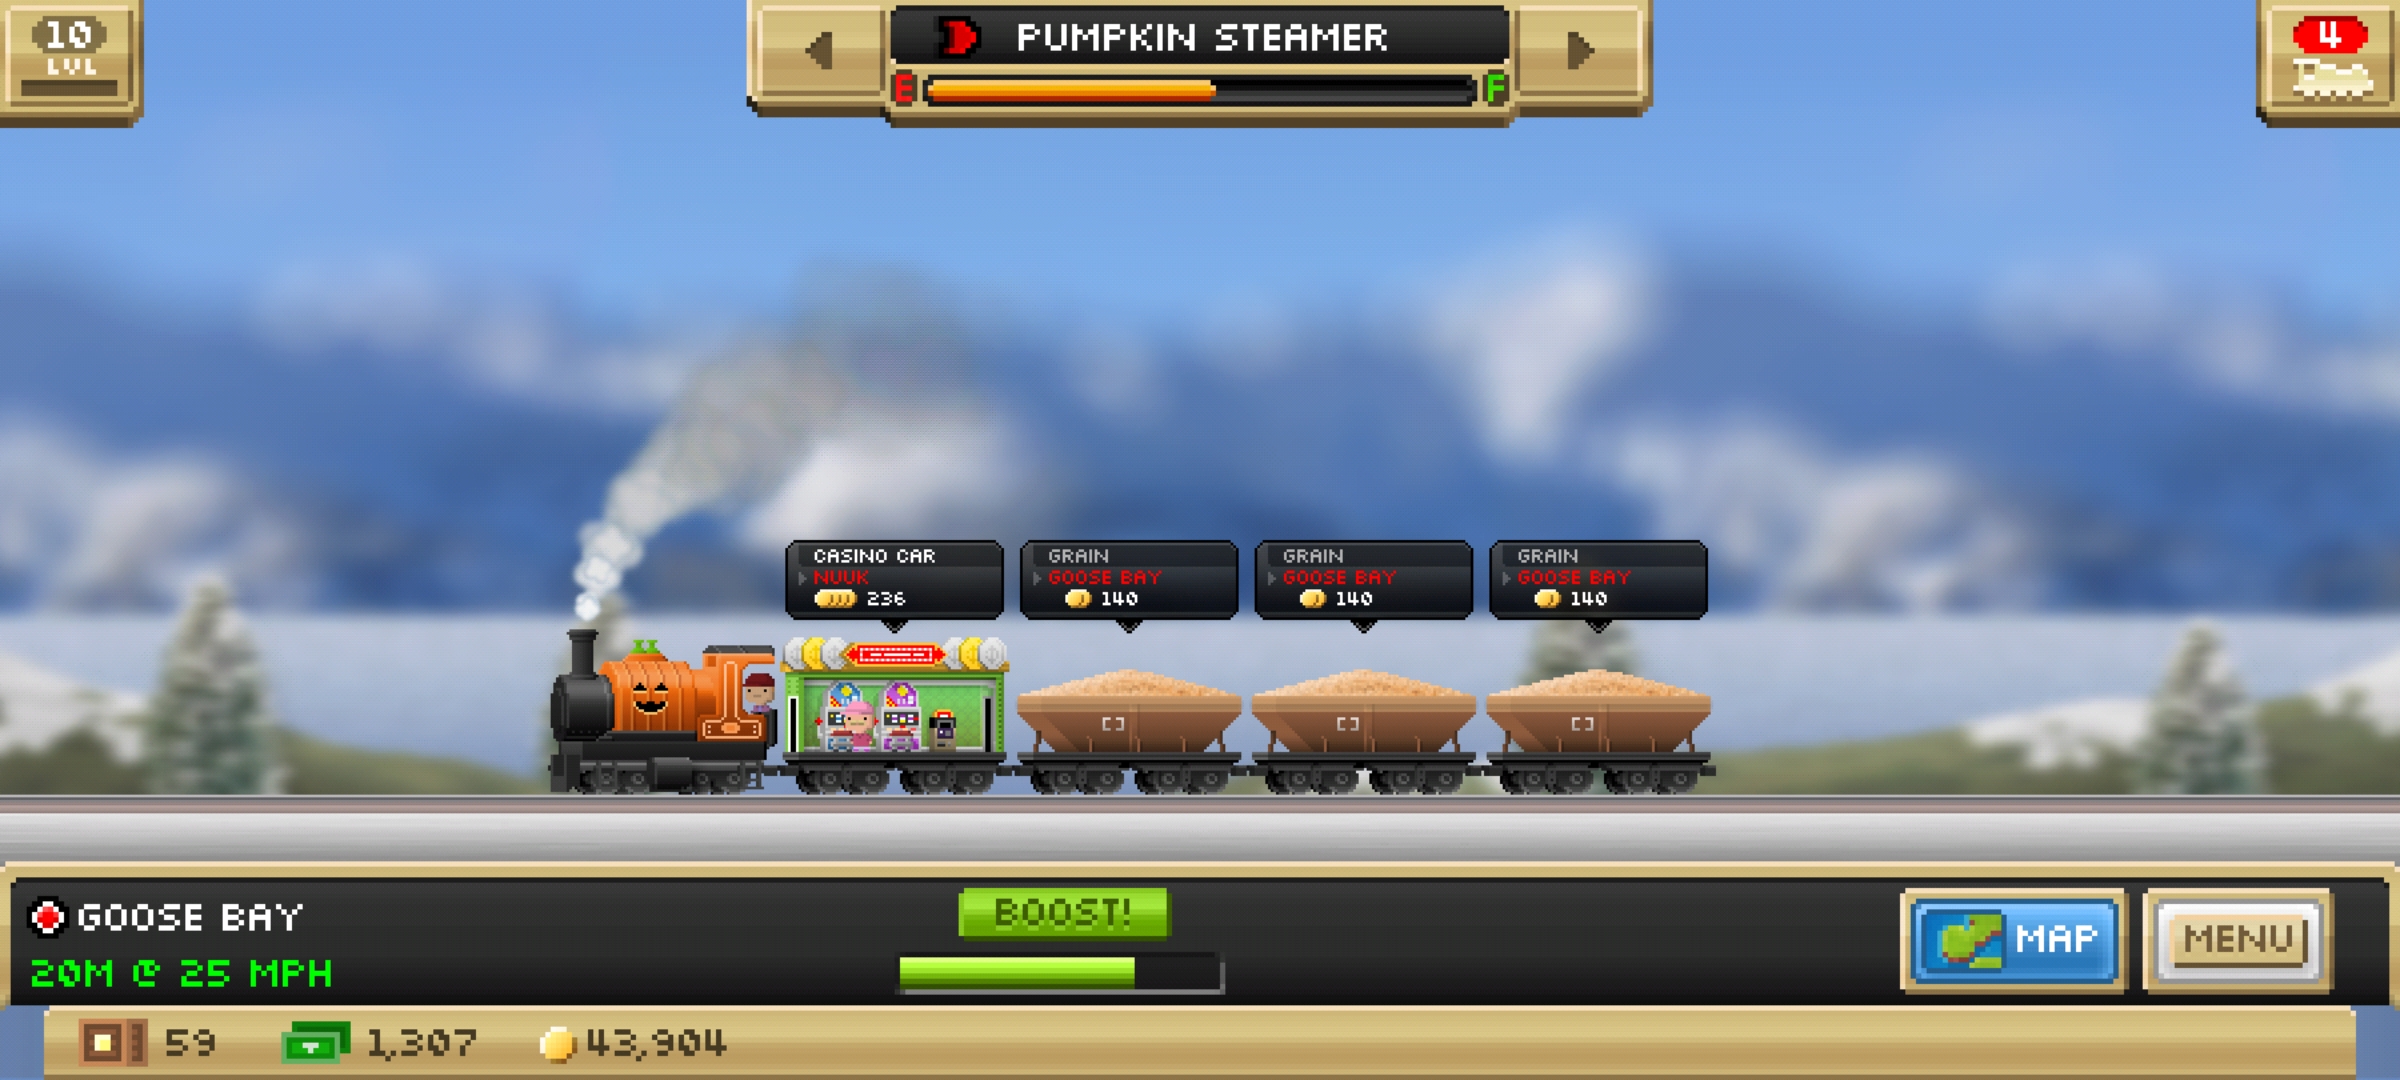 10
LVL
PUMPKIN STEAMER
E F
4
CASINO CAR
NUUK
236
GRAIN
GOOSE BAY
140
GRAIN
GOOSE BAY
140
GRAIN
GOOSE BAY
140
GOOSE BAY
20M @ 25 MPH
BOOST!
MAP
MENU
59
1,307
43,904